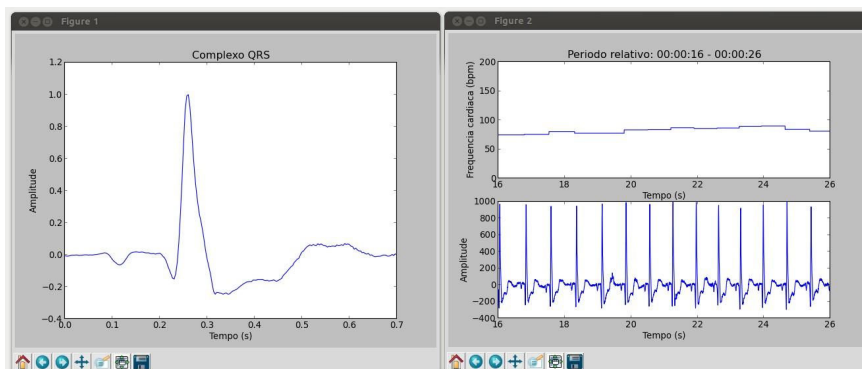 Figure 1
Complexo QRS
1.2
1.0
0.8
0.6
0.4
0.2
0.0
−0.2
−0.4
Amplitude
0.0 0.1 0.2 0.3 0.4 0.5 0.6 0.7
Tempo (s)
Figure 2
Periodo relativo: 00:00:16 - 00:00:26
200
150
100
50
0
Frequencia cardiaca (bpm)
16 18 20 22 24 26
Tempo (s)
1000
800
600
400
200
0
−200
−400
Amplitude
16 18 20 22 24 26
Tempo (s)